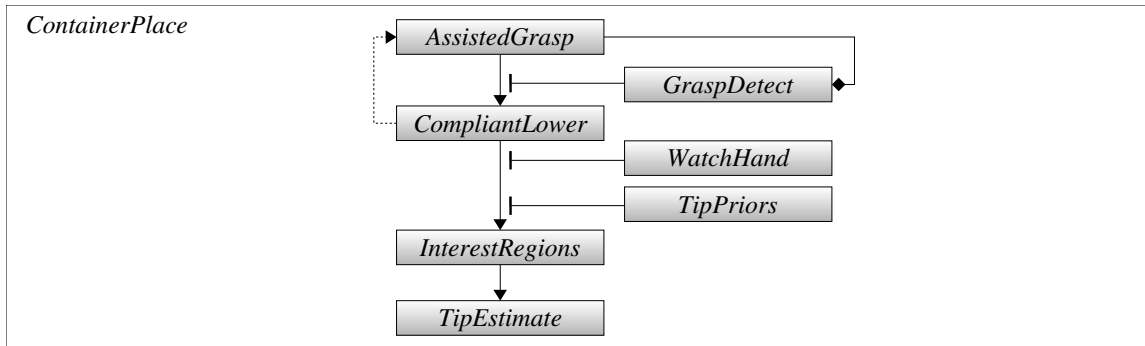 ContainerPlace
AssistedGrasp
GraspDetect
CompliantLower
WatchHand
TipPriors
InterestRegions
TipEstimate